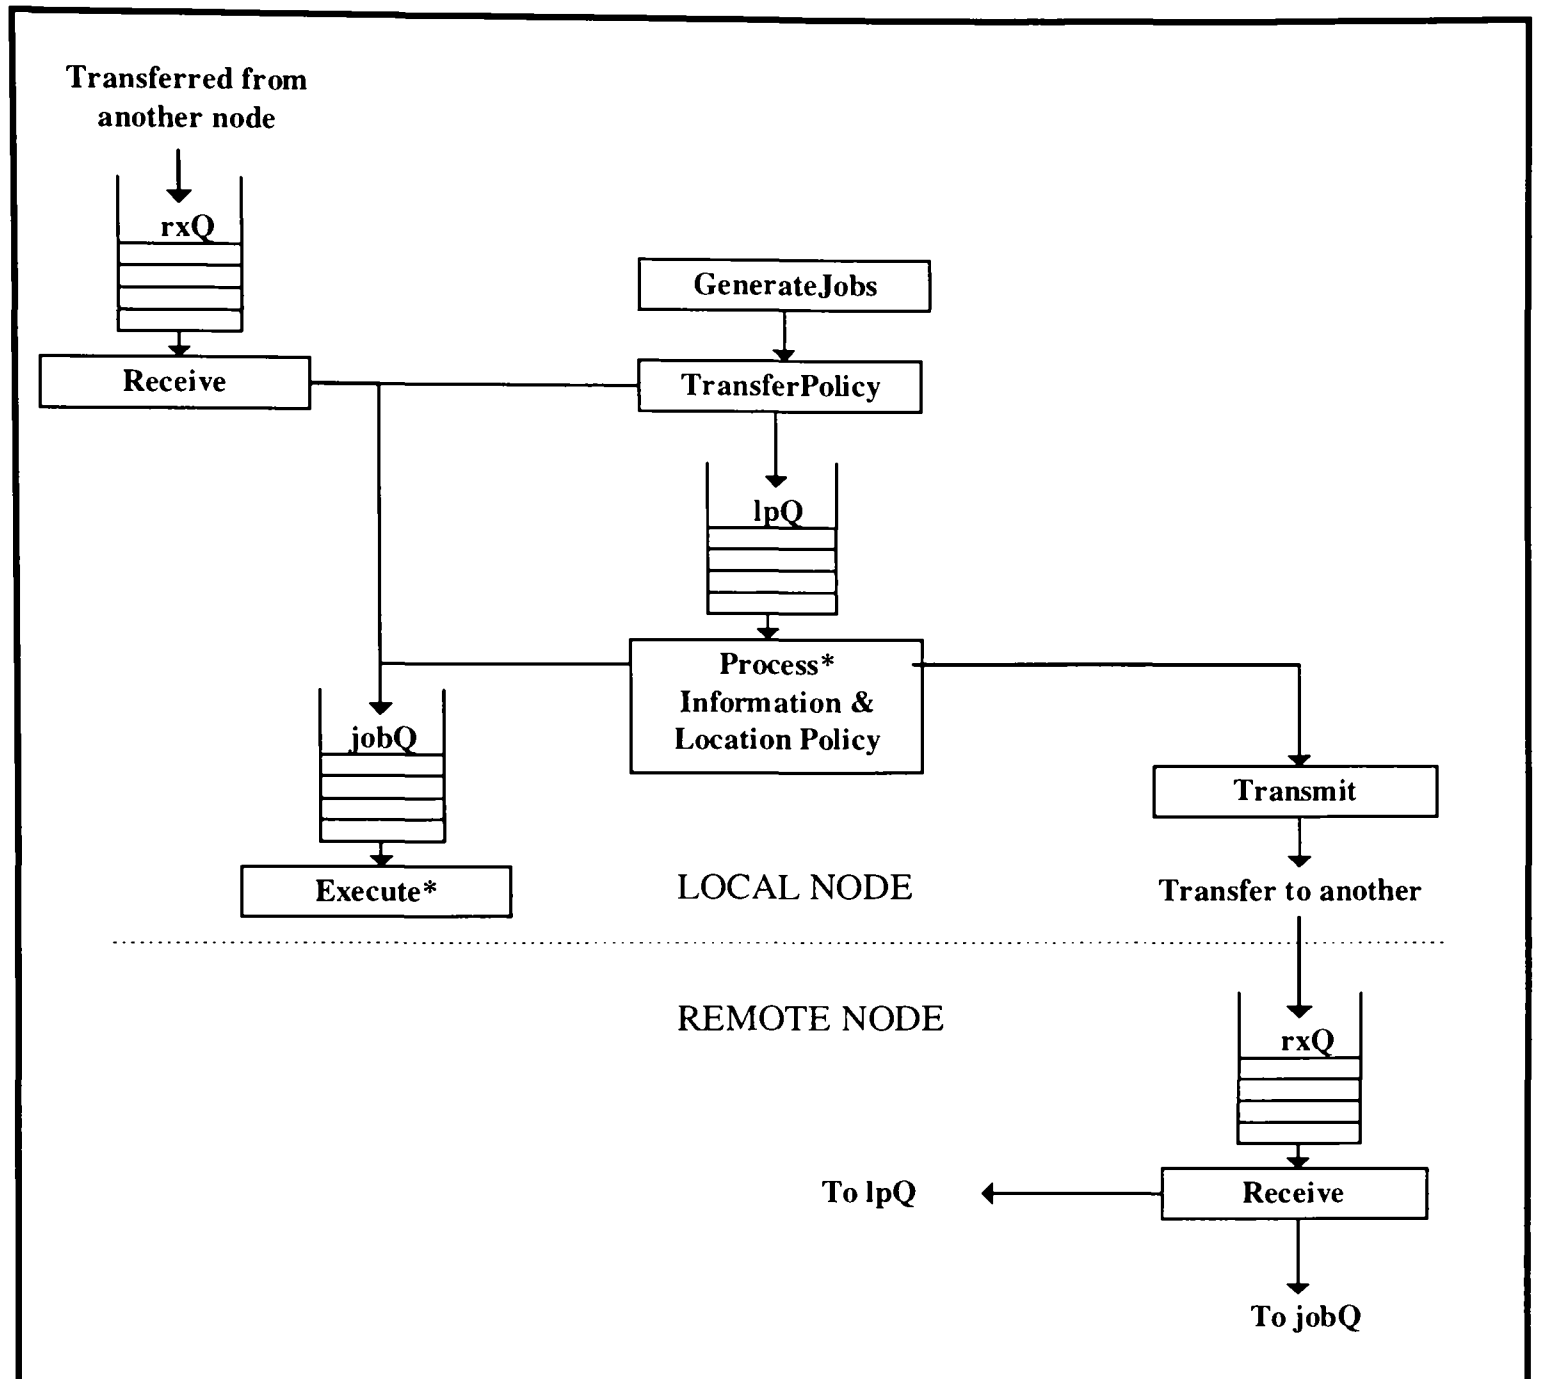 Transferred from
another node
rxQ
GenerateJobs
Receive
TransferPolicy
lpQ
Process*
Information &
Location Policy
jobQ
Transmit
Execute*
LOCAL NODE
Transfer to another
REMOTE NODE
rxQ
To lpQ
Receive
To jobQ